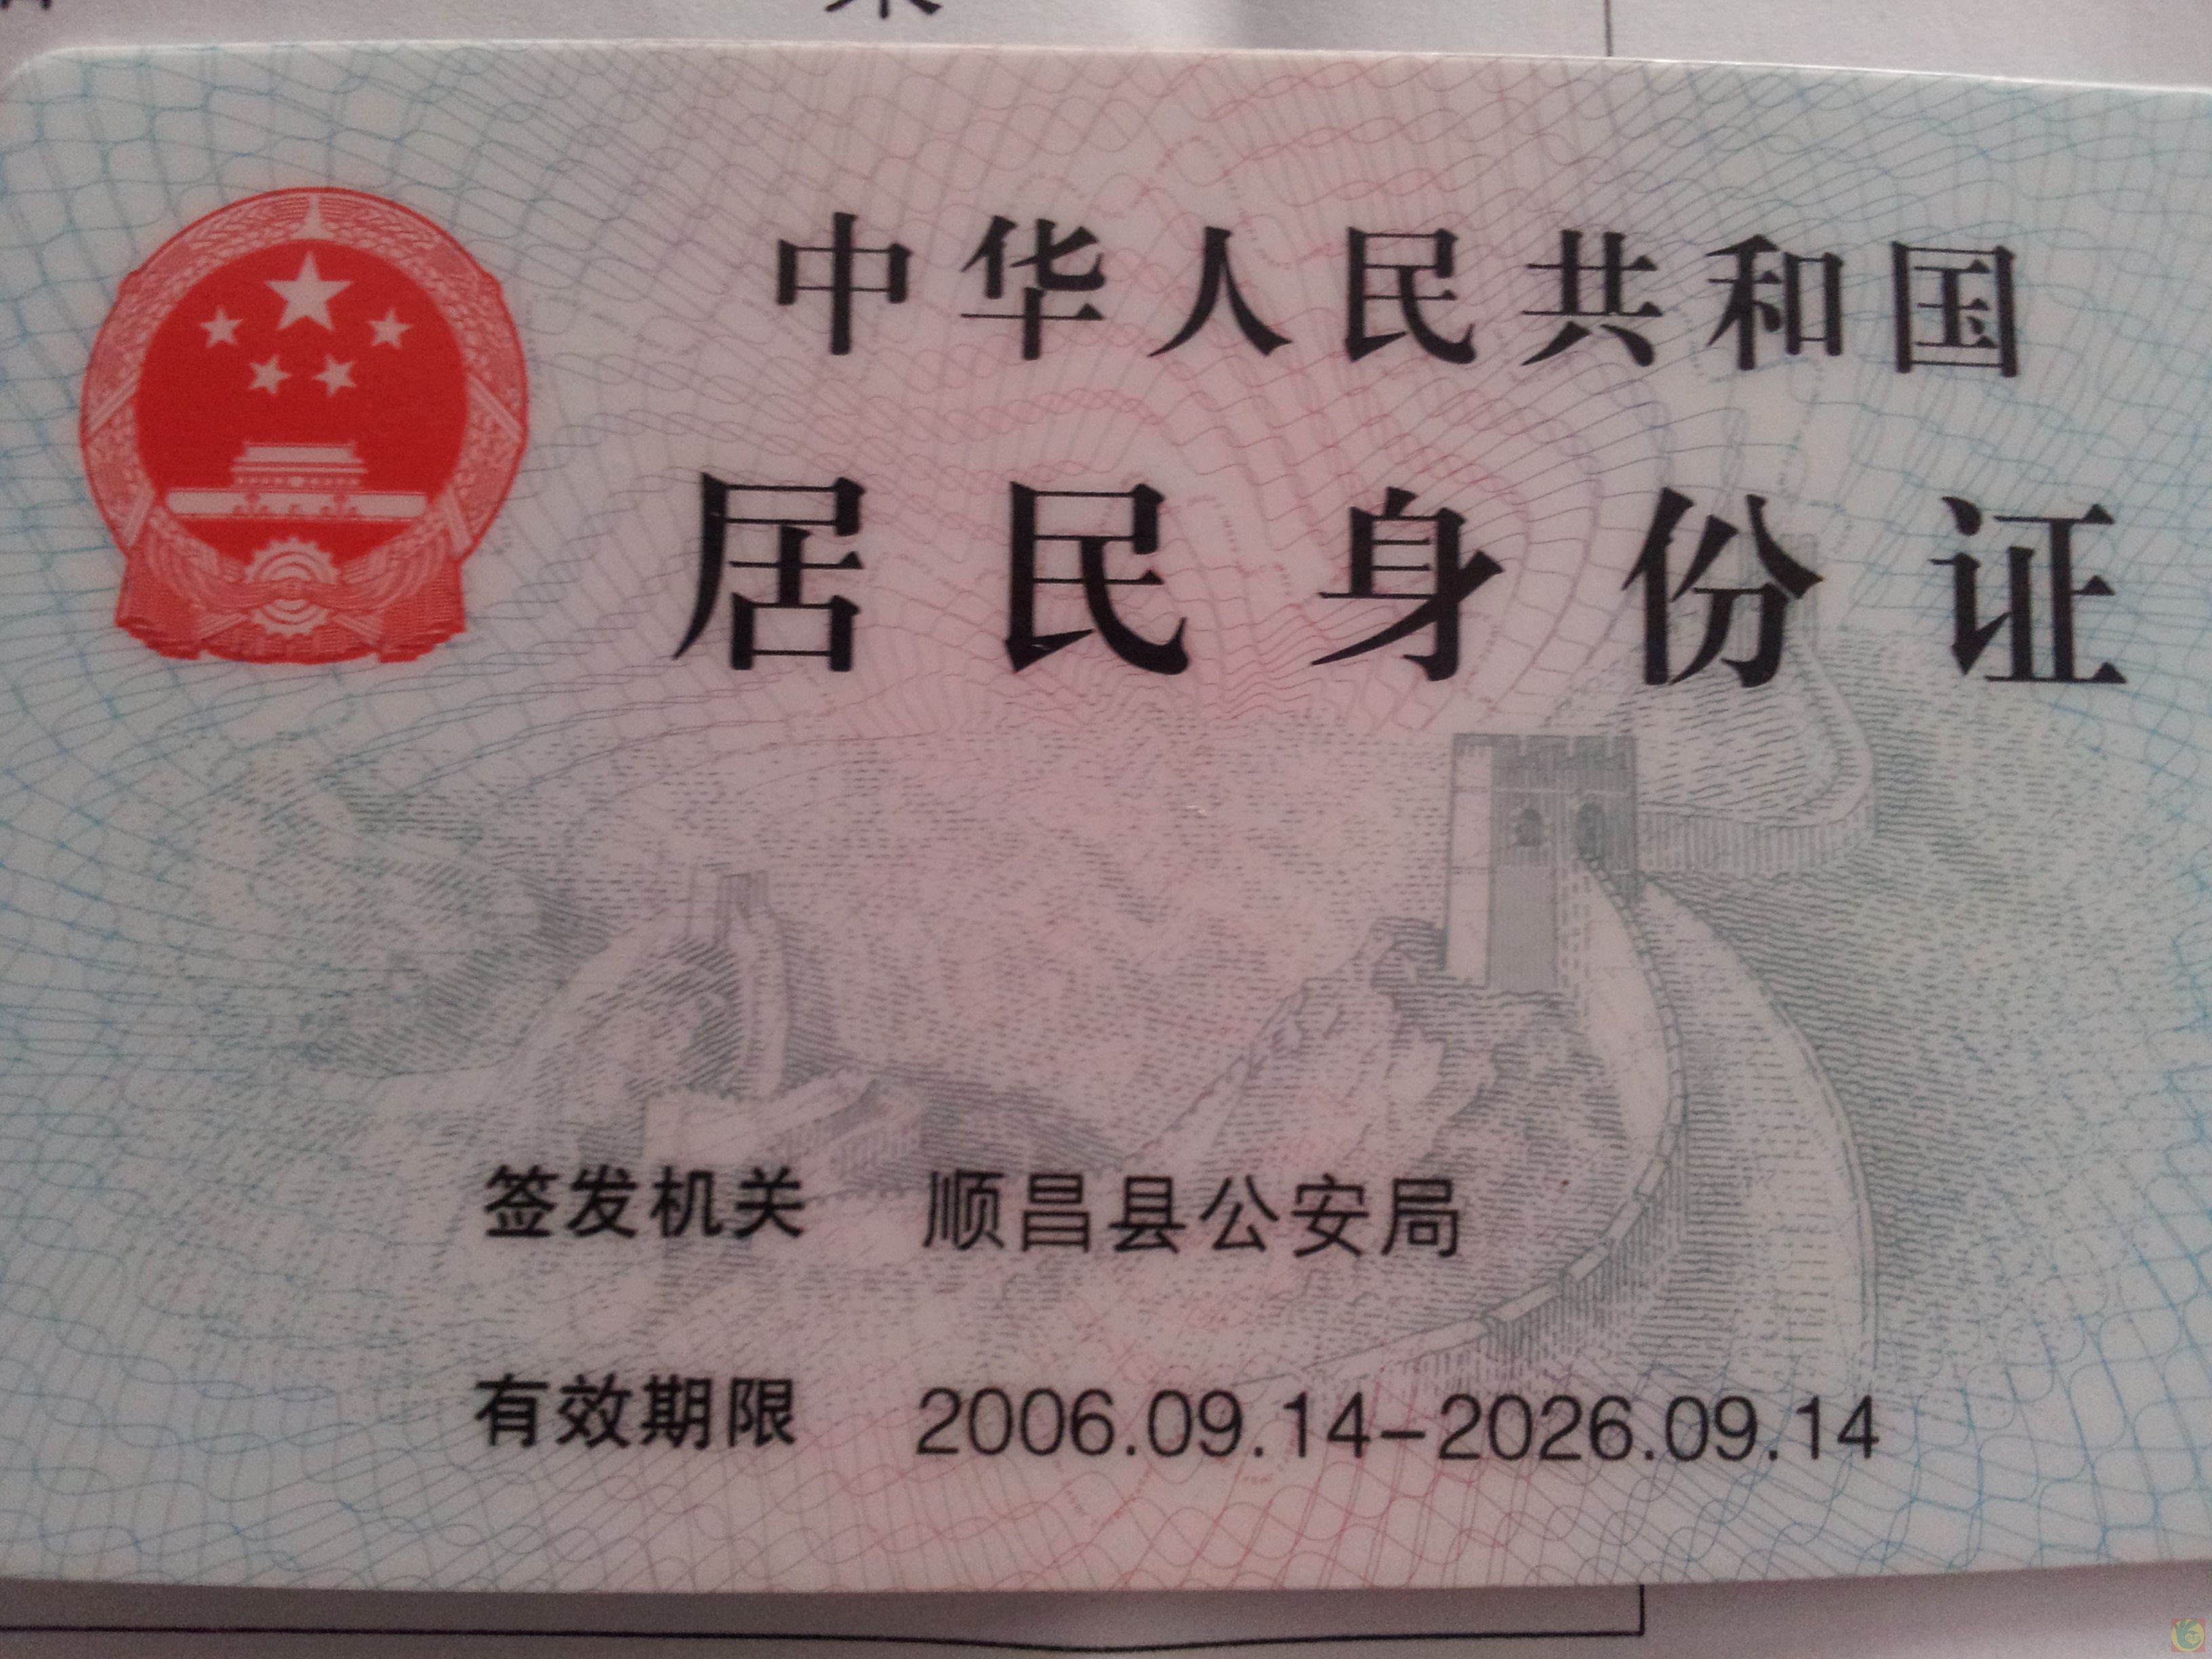 中华人民共和国
居民身份证
签发机关 顺昌县公安局
有效期限 2006.09.14-2026.09.14